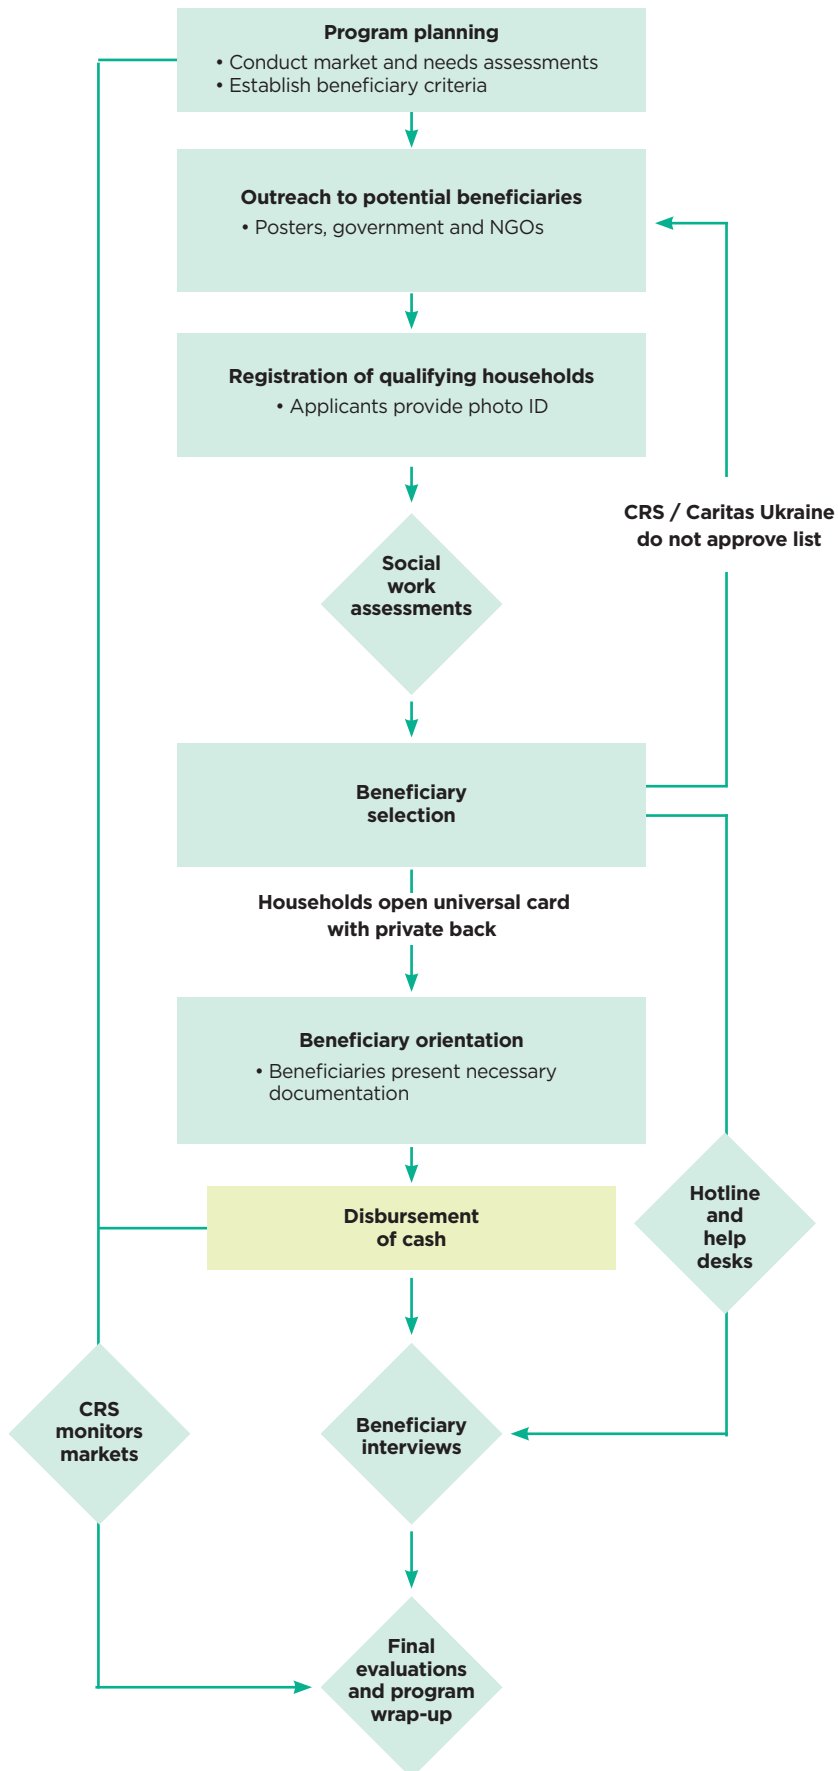 Program planning
• Conduct market and needs assessments
• Establish beneficiary criteria
Outreach to potential beneficiaries
• Posters, government and NGOs
Registration of qualifying households
• Applicants provide photo ID
CRS / Caritas Ukraine
do not approve list
Social
work
assessments
Beneficiary
selection
Households open universal card
with private back
Beneficiary orientation
• Beneficiaries present necessary
documentation
Disbursement
of cash
Hotline
and
help
desks
CRS
monitors
markets
Beneficiary
interviews
Final
evaluations
and program
wrap-up